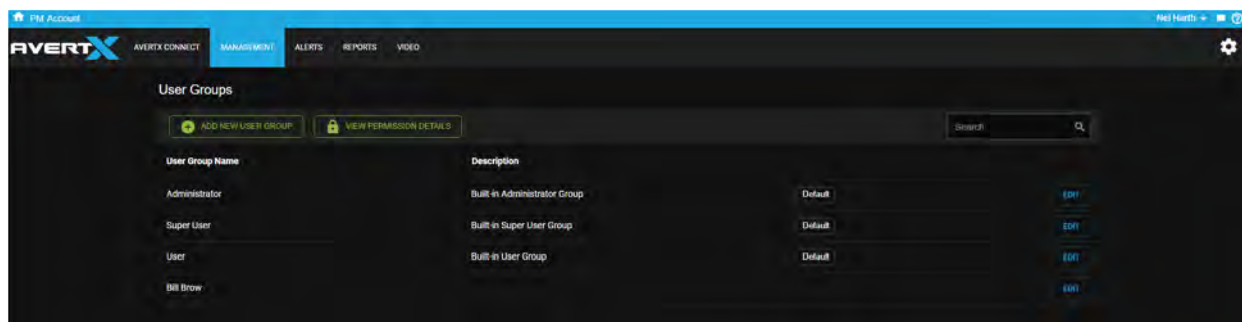 PM Account Nel Harth
AVERTX AVERTX CONNECT MANAGEMENT ALERTS REPORTS VIDEO
User Groups
ADD NEW USER GROUP VIEW PERMISSION DETAILS Search
User Group Name Description
Administrator Built-in Administrator Group Default EDIT
Super User Built-in Super User Group Default EDIT
User Built-in User Group Default EDIT
Bill Brow EDIT